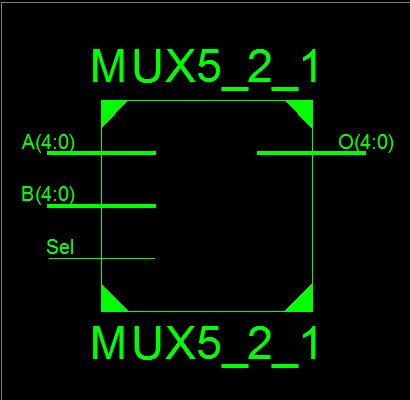 MUX5_2_1
A(4:0)
O(4:0)
B(4:0)
Sel
MUX5_2_1